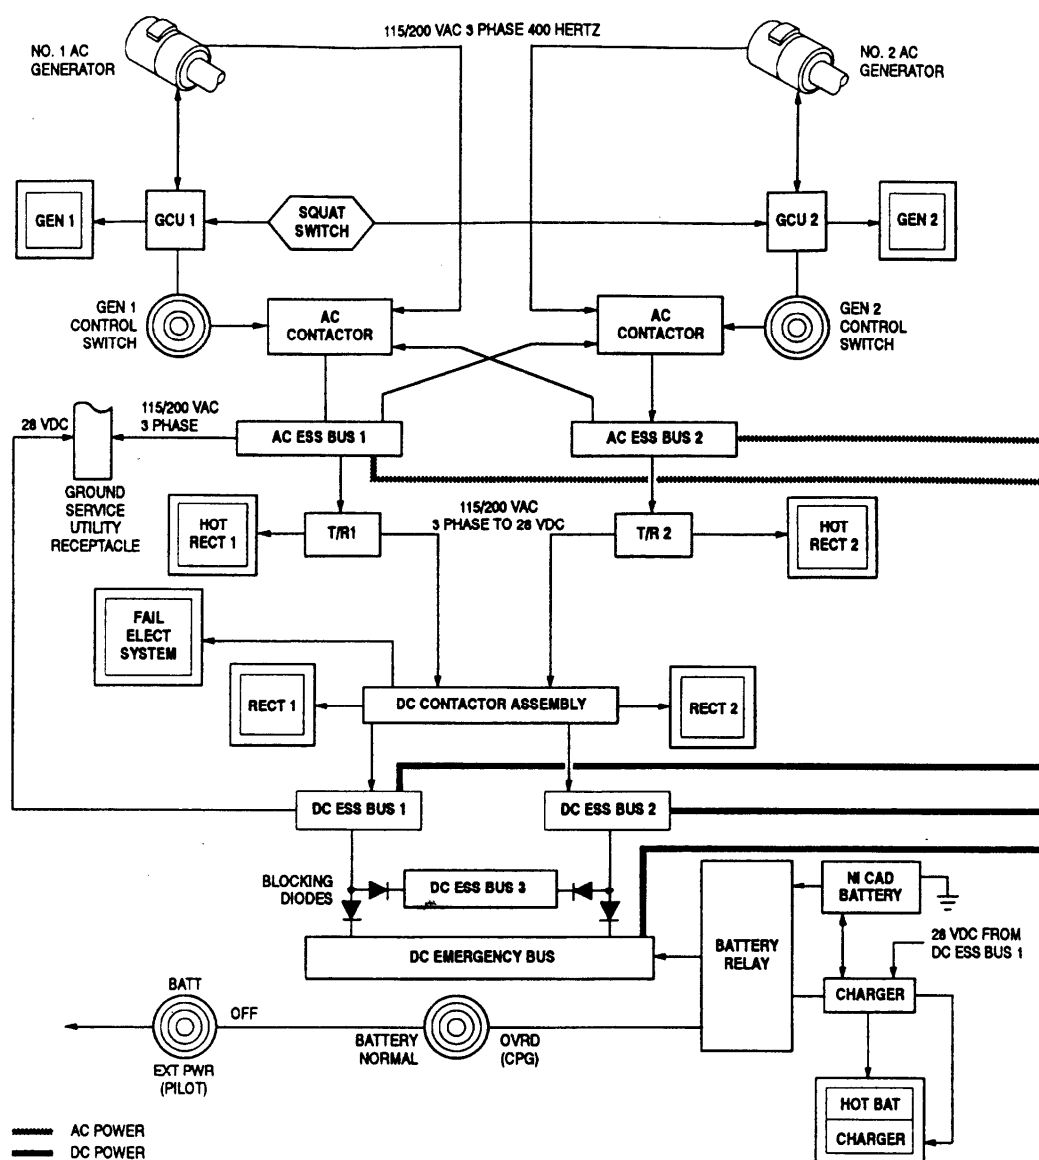 115/200 VAC 3 PHASE 400 HERTZ
NO. 1 AC
GENERATOR
NO. 2 AC
GENERATOR
GEN 1
GCU 1
SQUAT
SWITCH
GCU 2
GEN 2
GEN 1
CONTROL
SWITCH
AC
CONTACTOR
AC
CONTACTOR
GEN 2
CONTROL
SWITCH
28 VDC
115/200 VAC
3 PHASE
AC ESS BUS 1
AC ESS BUS 2
GROUND
SERVICE
UTILITY
RECEPTACLE
HOT
RECT 1
T/R1
115/200 VAC
3 PHASE TO 28 VDC
T/R 2
HOT
RECT 2
FAIL
ELECT
SYSTEM
RECT 1
DC CONTACTOR ASSEMBLY
RECT 2
DC ESS BUS 1
DC ESS BUS 2
BLOCKING
DIODES
DC ESS BUS 3
NI CAD
BATTERY
DC EMERGENCY BUS
BATTERY
RELAY
28 VDC FROM
DC ESS BUS 1
CHARGER
BATT
OFF
EXT PWR
(PILOT)
BATTERY
NORMAL
OVRD
(CPG)
HOT BAT
CHARGER
AC POWER
DC POWER